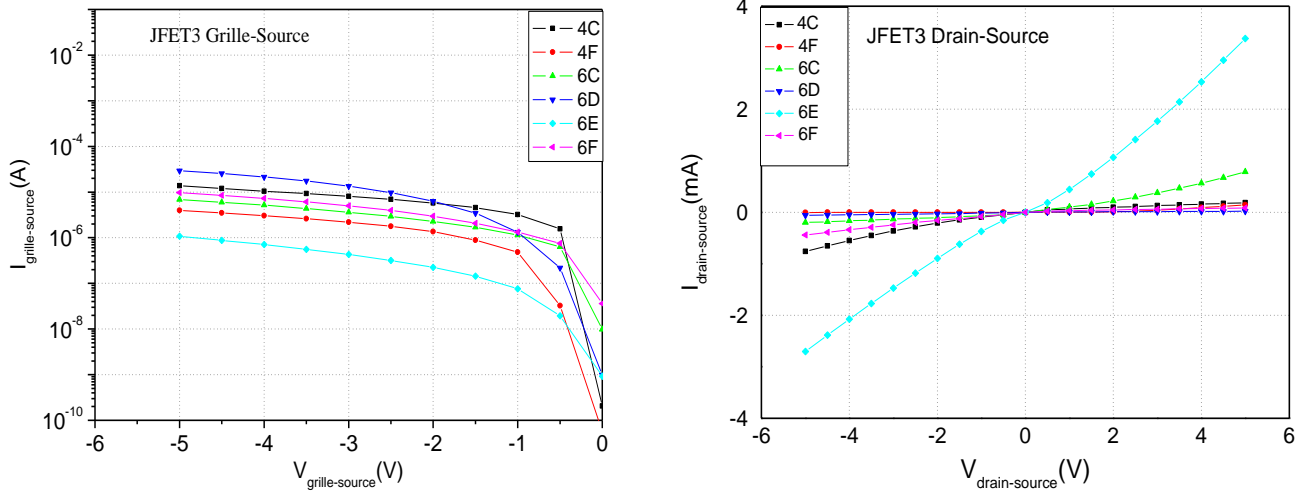 JFET3 Grille-Source
4C
4F
6C
6D
6E
6F
10^-2
10^-4
10^-6
10^-8
10^-10
I_grille-source(A)
-6 -5 -4 -3 -2 -1 0
V_grille-source(V)
JFET3 Drain-Source
4C
4F
6C
6D
6E
6F
4
2
0
-2
-4
I_drain-source(mA)
-6 -4 -2 0 2 4 6
V_drain-source(V)